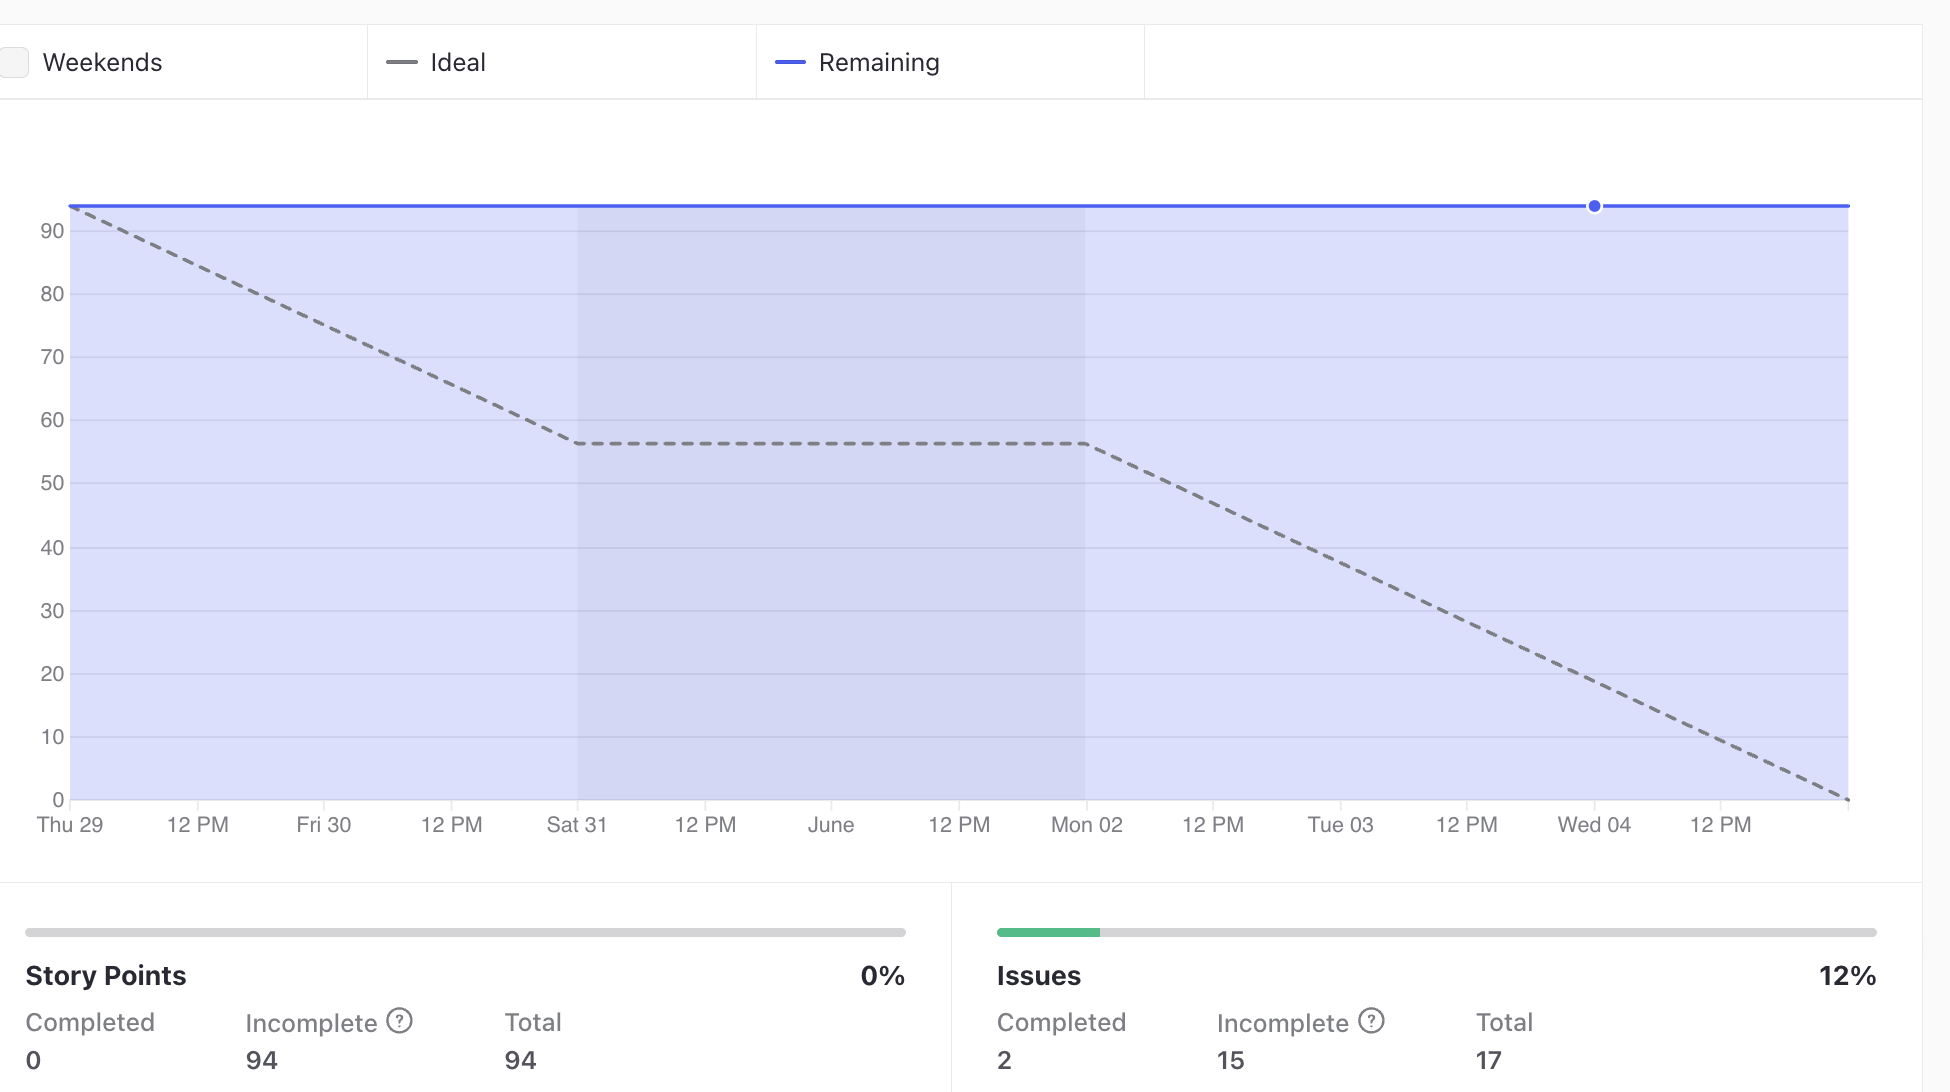 Weekends Ideal Remaining
90
80
70
60
50
40
30
20
10
0
Thu 29 12 PM Fri 30 12 PM Sat 31 12 PM June 12 PM Mon 02 12 PM Tue 03 12 PM Wed 04 12 PM
Story Points 0%
Completed Incomplete ? Total
0 94 94
Issues 12%
Completed Incomplete ? Total
2 15 17